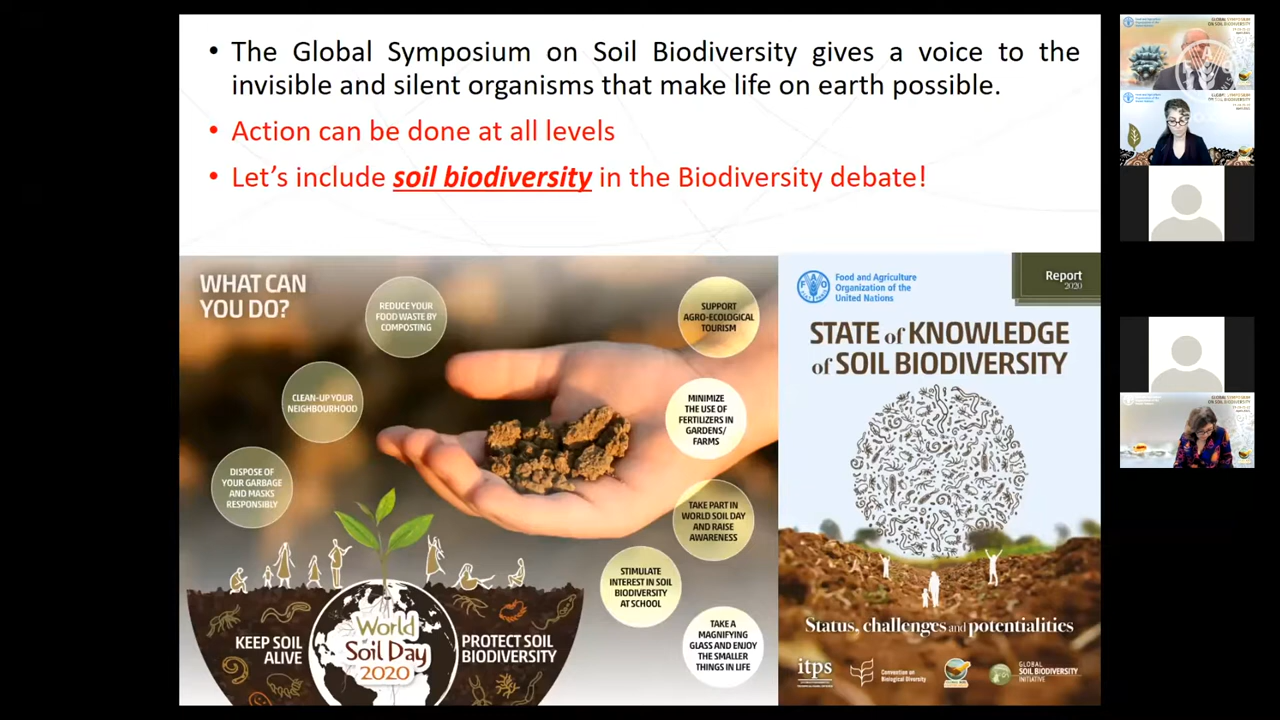 • The Global Symposium on Soil Biodiversity gives a voice to the
invisible and silent organisms that make life on earth possible.
• Action can be done at all levels
• Let's include soil biodiversity in the Biodiversity debate!
WHAT CAN
YOU DO?
REDUCE YOUR
FOOD WASTE BY
COMPOSTING
CLEAN-UP YOUR
NEIGHBOURHOOD
DISPOSE OF
YOUR GARBAGE
AND MASKS
RESPONSIBLY
SUPPORT
AGRO-ECOLOGICAL
TOURISM
MINIMIZE
THE USE OF
FERTILIZERS IN
GARDENS/
FARMS
TAKE PART IN
WORLD SOIL DAY
AND RAISE
AWARENESS
STIMULATE
INTEREST IN SOIL
BIODIVERSITY
AT SCHOOL
TAKE A
MAGNIFYING
GLASS AND ENJOY
THE SMALLER
THINGS IN LIFE
KEEP SOIL
ALIVE
World
Soil Day
2020
PROTECT SOIL
BIODIVERSITY
Food and Agriculture
Organization of the
United Nations
Report
2020
STATE of KNOWLEDGE
of SOIL BIODIVERSITY
Status, challenges and potentialities
itps
Convention on
Biological Diversity
GLOBAL
SOIL BIODIVERSITY
INITIATIVE